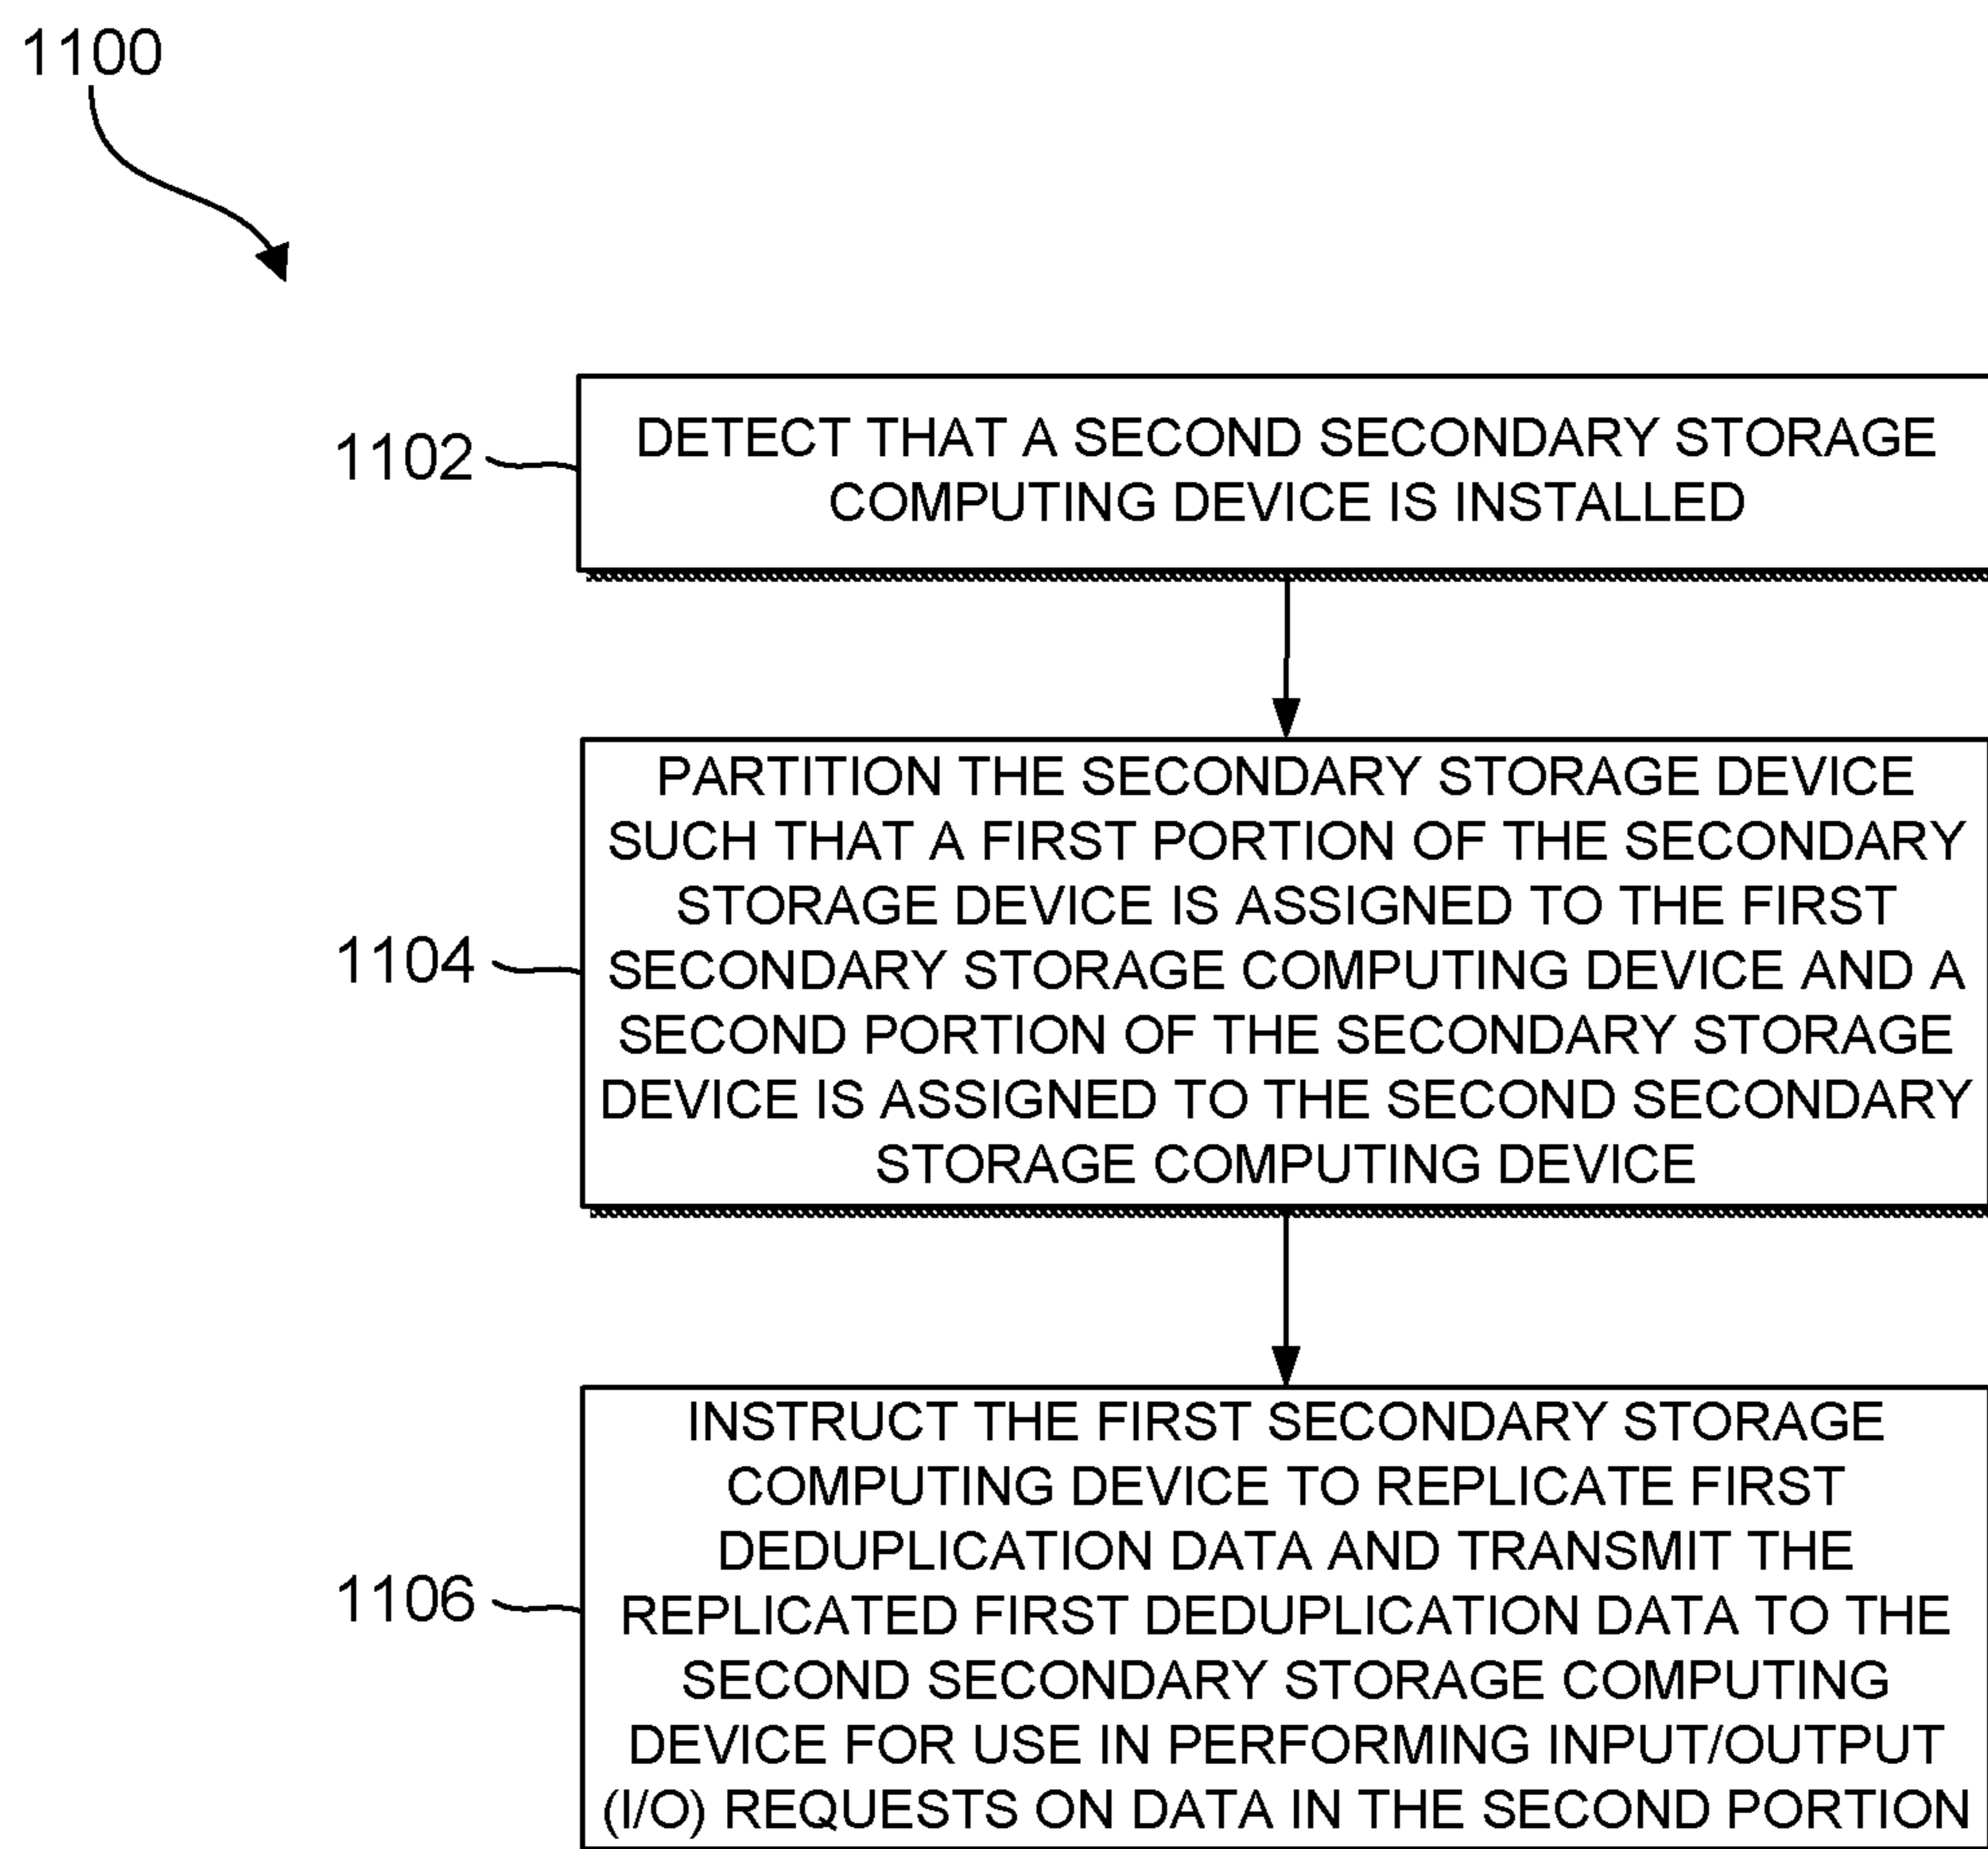 1100
1102
DETECT THAT A SECOND SECONDARY STORAGE
COMPUTING DEVICE IS INSTALLED
1104
PARTITION THE SECONDARY STORAGE DEVICE
SUCH THAT A FIRST PORTION OF THE SECONDARY
STORAGE DEVICE IS ASSIGNED TO THE FIRST
SECONDARY STORAGE COMPUTING DEVICE AND A
SECOND PORTION OF THE SECONDARY STORAGE
DEVICE IS ASSIGNED TO THE SECOND SECONDARY
STORAGE COMPUTING DEVICE
1106
INSTRUCT THE FIRST SECONDARY STORAGE
COMPUTING DEVICE TO REPLICATE FIRST
DEDUPLICATION DATA AND TRANSMIT THE
REPLICATED FIRST DEDUPLICATION DATA TO THE
SECOND SECONDARY STORAGE COMPUTING
DEVICE FOR USE IN PERFORMING INPUT/OUTPUT
(I/O) REQUESTS ON DATA IN THE SECOND PORTION